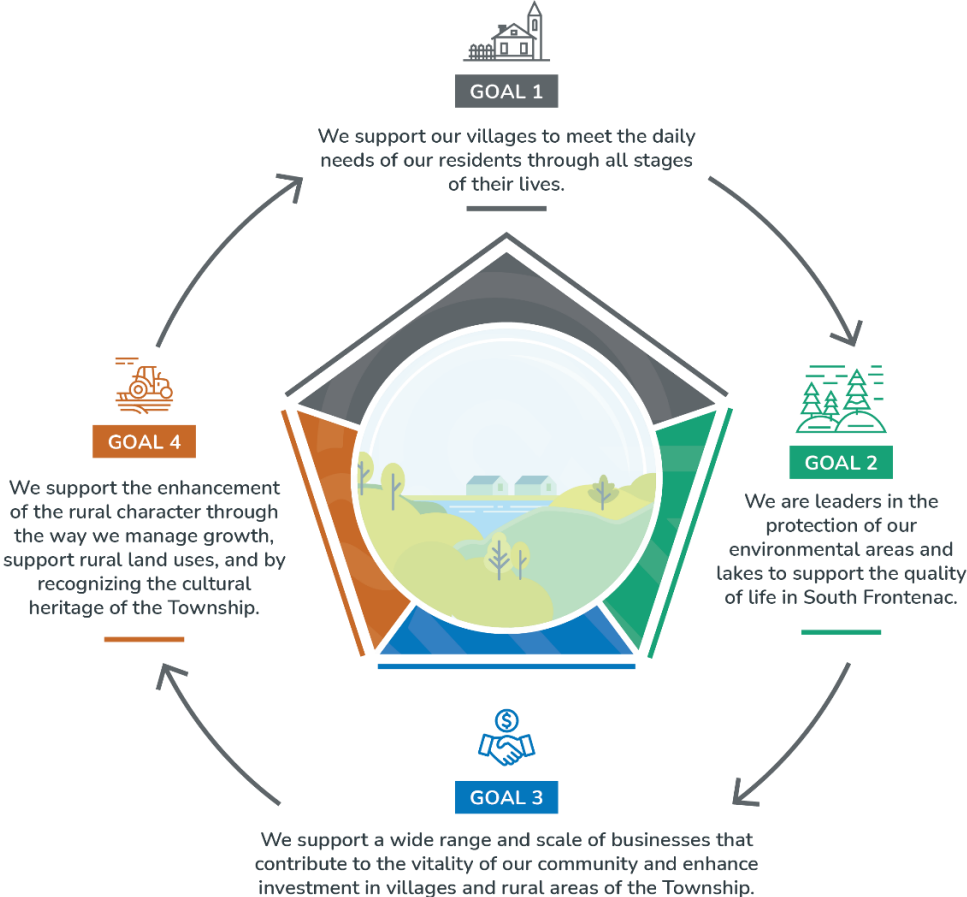 GOAL 1
We support our villages to meet the daily
needs of our residents through all stages
of their lives.
GOAL 2
We are leaders in the
protection of our
environmental areas and
lakes to support the quality
of life in South Frontenac.
GOAL 3
We support a wide range and scale of businesses that
contribute to the vitality of our community and enhance
investment in villages and rural areas of the Township.
GOAL 4
We support the enhancement
of the rural character through
the way we manage growth,
support rural land uses, and by
recognizing the cultural
heritage of the Township.
$